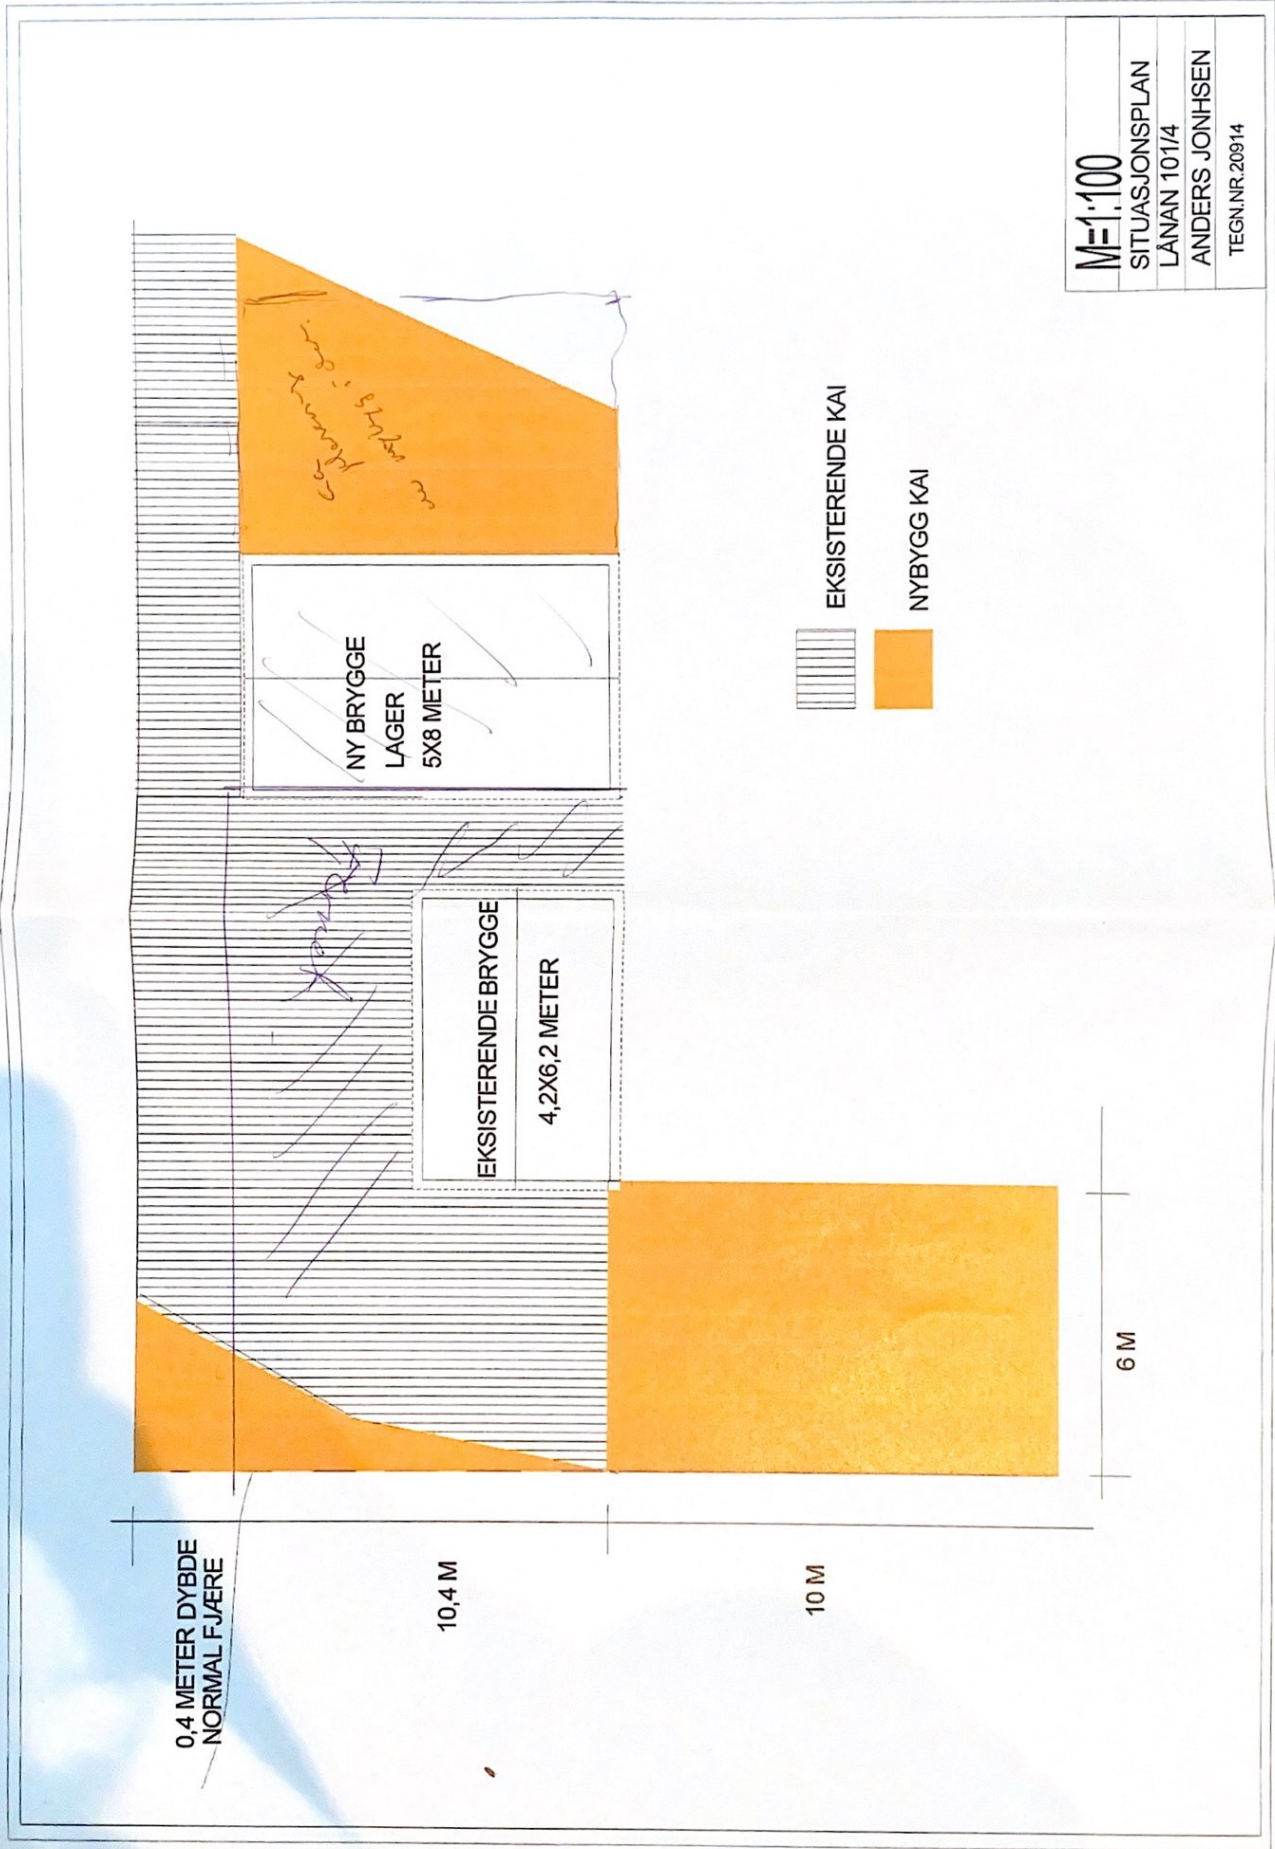 0,4 METER DYBDE
NORMAL FJÆRE
10,4 M
10 M
6 M
EKSISTERENDE BRYGGE
4,2X6,2 METER
NY BRYGGE
LAGER
5X8 METER
EKSISTERENDE KAI
NYBYGG KAI
M=1:100
SITUASJONSPLAN
LÅNAN 101/4
ANDERS JONHSEN
TEGN.NR.20914